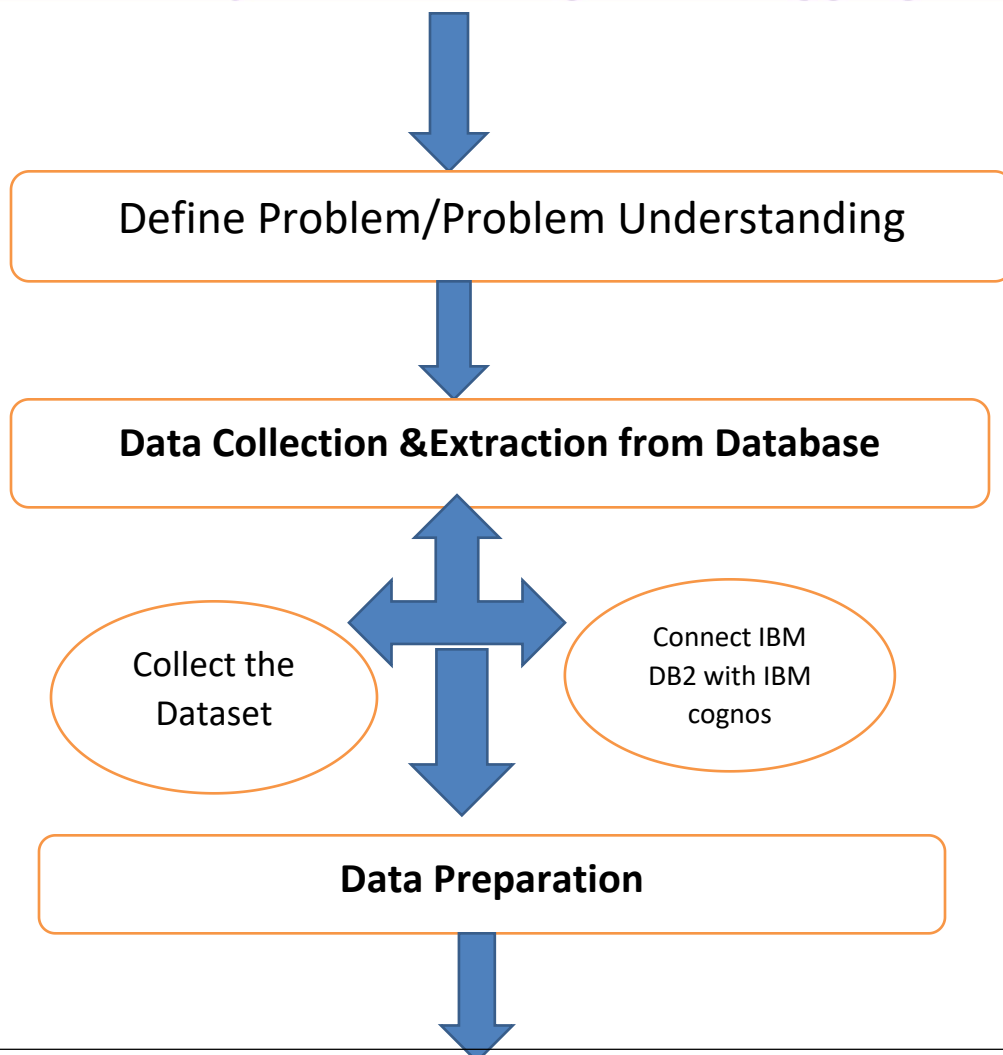 Define Problem/Problem Understanding
Data Collection &Extraction from Database
Collect the
Dataset
Connect IBM
DB2 with IBM
cognos
Data Preparation